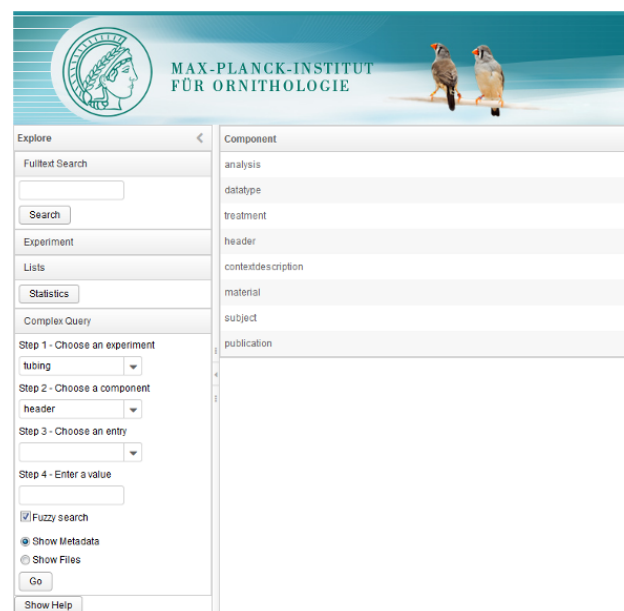 MAX-PLANCK-INSTITUT
FÜR ORNITHOLOGIE
Explore
Fulltext Search
Search
Experiment
Lists
Statistics
Complex Query
Step 1 - Choose an experiment
tubing
Step 2 - Choose a component
header
Step 3 - Choose an entry
Step 4 - Enter a value
Fuzzy search
Show Metadata
Show Files
Go
Show Help
Component
analysis
datatype
treatment
header
contextdescription
material
subject
publication